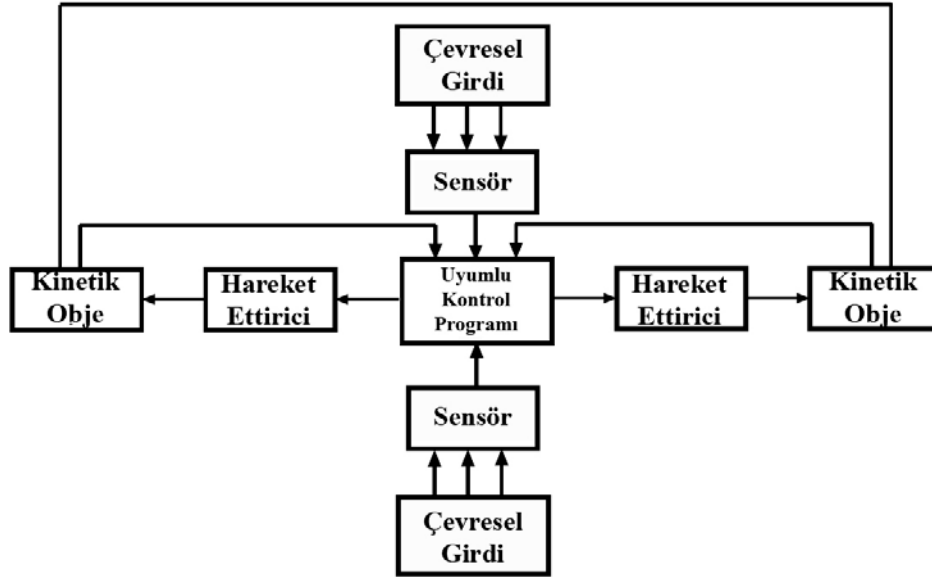 Çevresel
Girdi
Sensör
Kinetik
Obje
Hareket
Ettirici
Uyumlu
Kontrol
Programı
Hareket
Ettirici
Kinetik
Obje
Sensör
Çevresel
Girdi